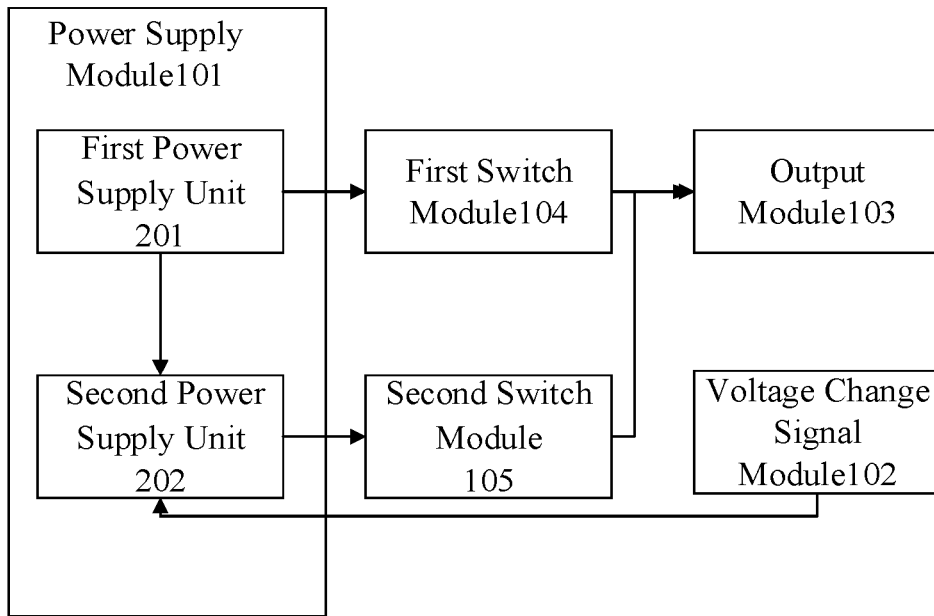 Power Supply
Module101
First Power
Supply Unit
201
First Switch
Module104
Output
Module103
Second Power
Supply Unit
202
Second Switch
Module
105
Voltage Change
Signal
Module102